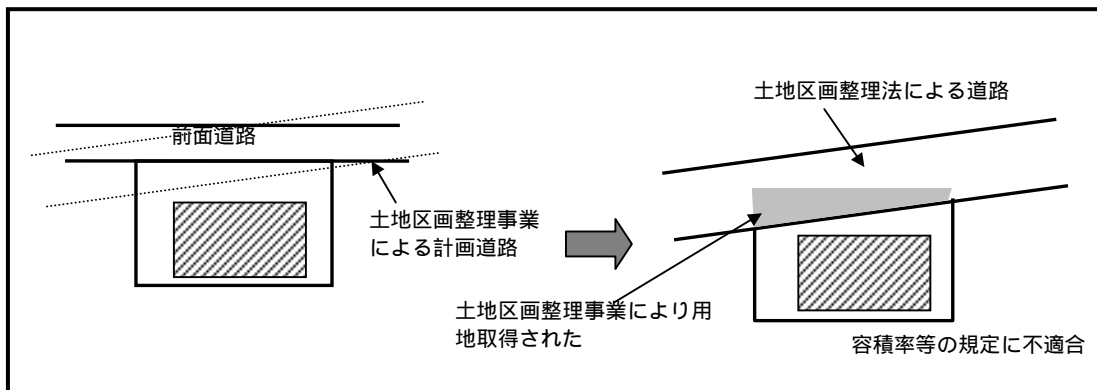 前面道路
土地区画整理事業
による計画道路
土地区画整理法による道路
土地区画整理事業により用
地取得された
容積率等の規定に不適合